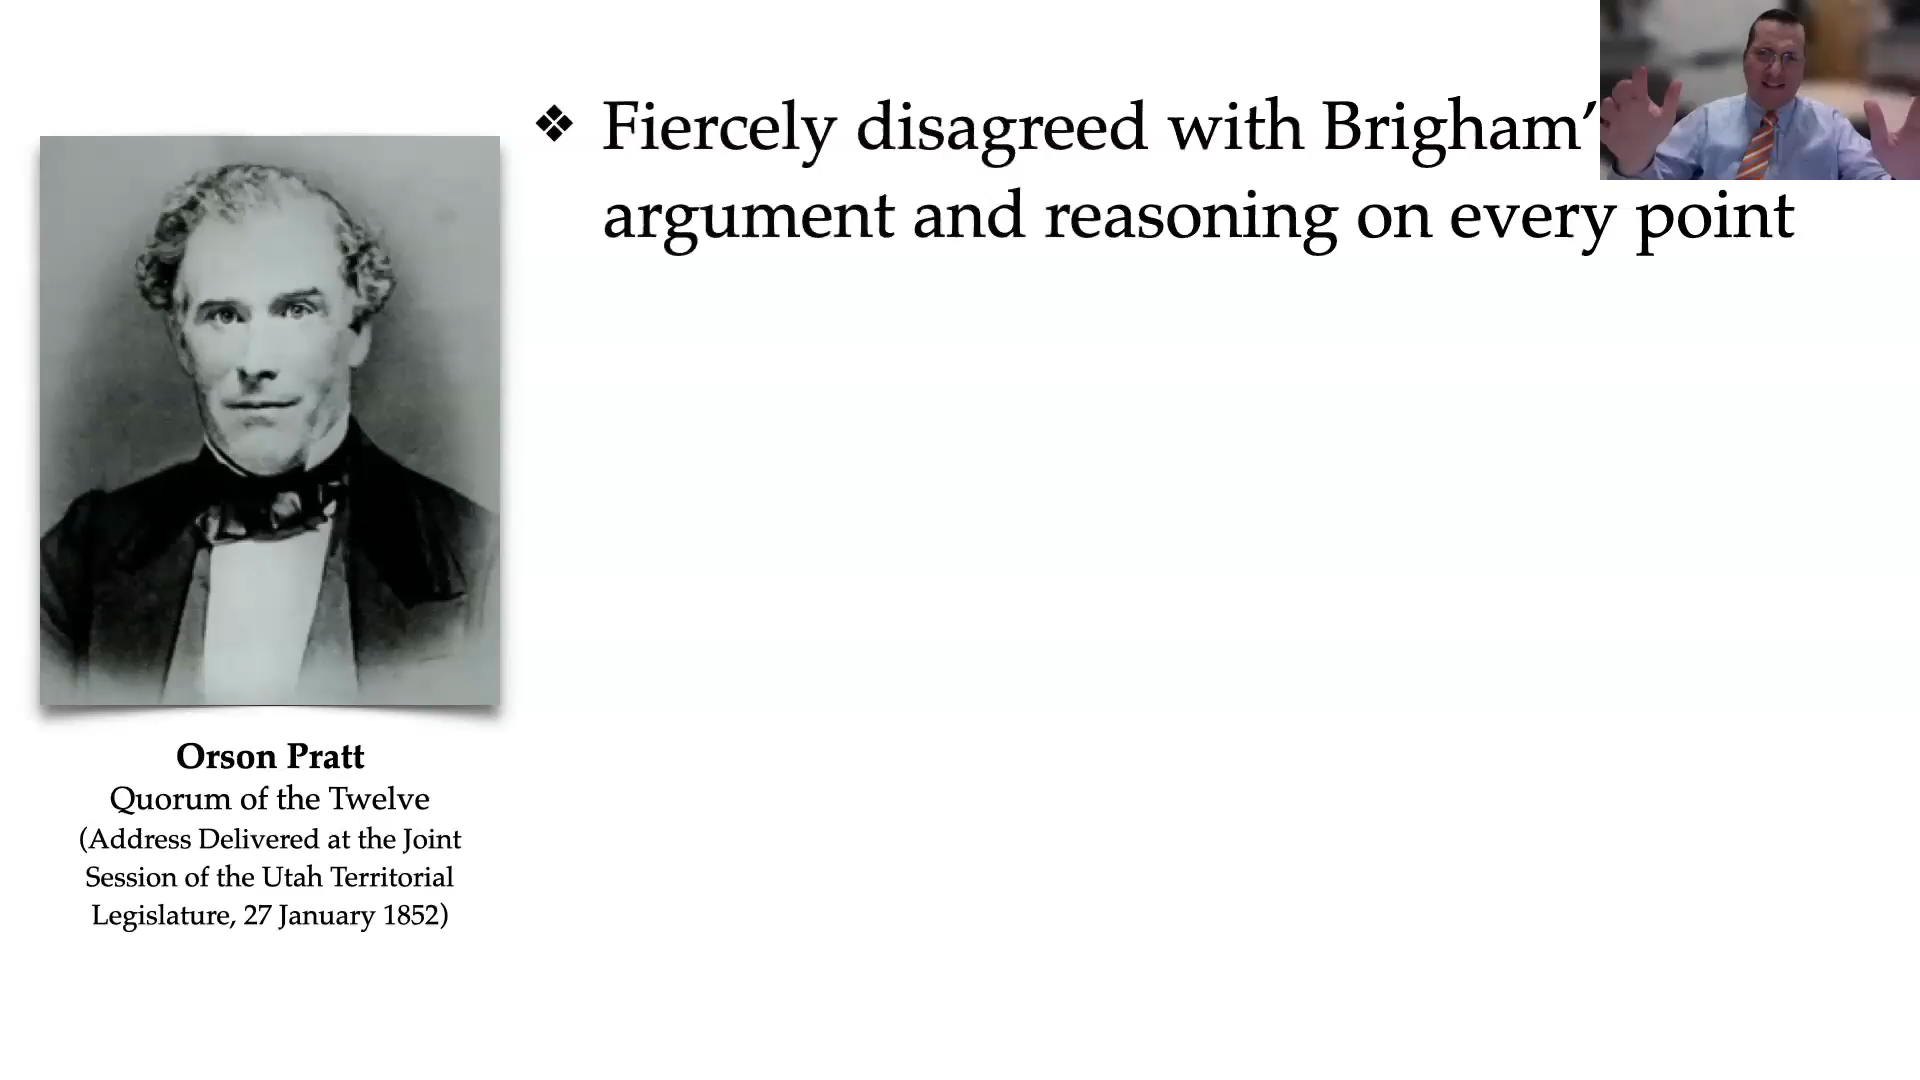 ❖ Fiercely disagreed with Brigham’
argument and reasoning on every point
Orson Pratt
Quorum of the Twelve
(Address Delivered at the Joint
Session of the Utah Territorial
Legislature, 27 January 1852)